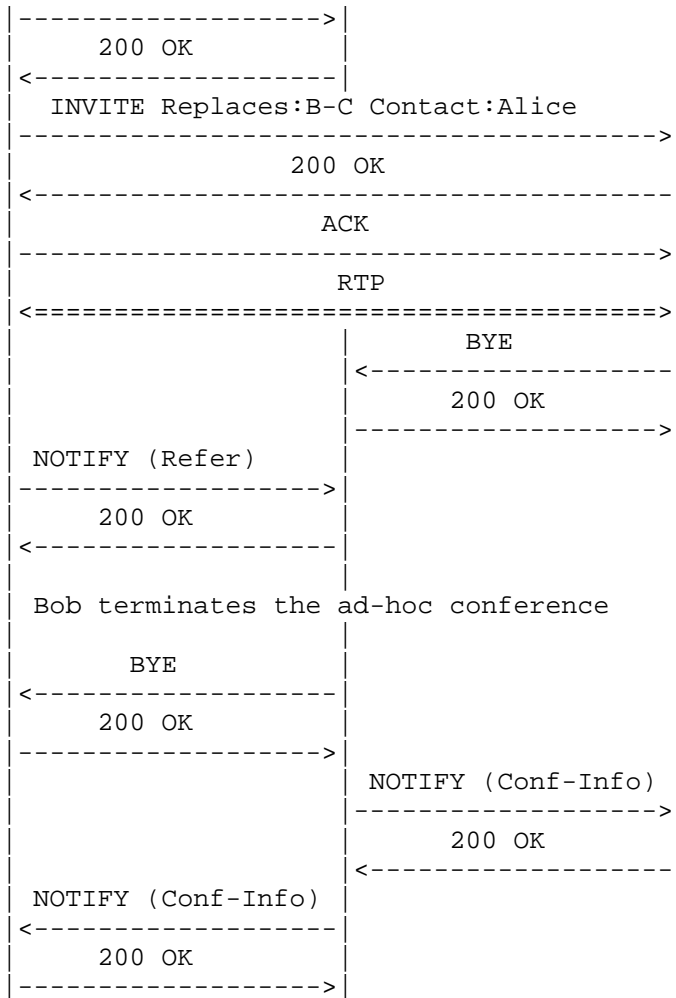 200 OK
INVITE Replaces:B-C Contact:Alice
200 OK
ACK
RTP
BYE
200 OK
NOTIFY (Refer)
200 OK
Bob terminates the ad-hoc conference
BYE
200 OK
NOTIFY (Conf-Info)
200 OK
NOTIFY (Conf-Info)
200 OK